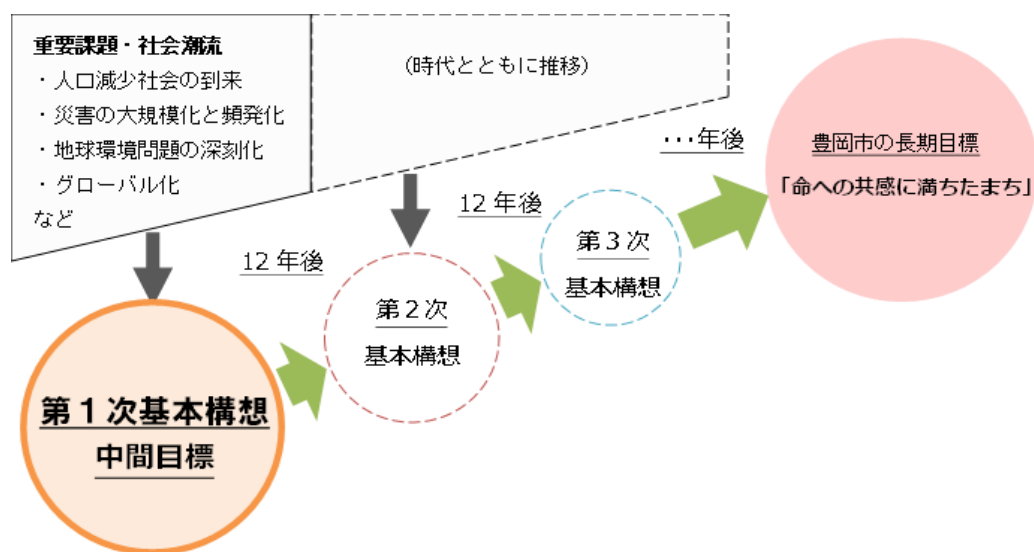 重要課題・社会潮流
・人口減少社会の到来
・災害の大規模化と頻発化
・地球環境問題の深刻化
・グローバル化
など
(時代とともに推移)
…年後
豊岡市の長期目標
「命への共感に満ちたまち」
12 年後
第３次
基本構想
12 年後
第２次
基本構想
第１次基本構想
中間目標